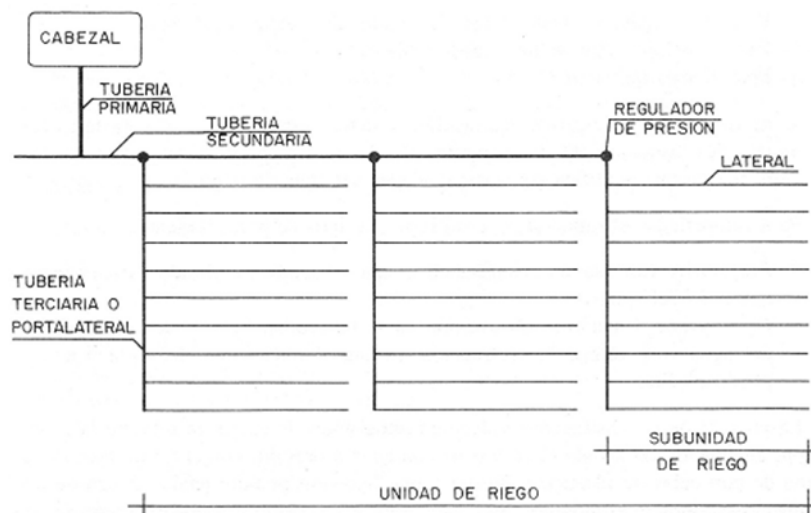 CABEZAL
TUBERIA
PRIMARIA
TUBERIA
SECUNDARIA
REGULADOR
DE PRESION
LATERAL
TUBERIA
TERCIARIA O
PORTALATERAL
SUBUNIDAD
DE RIEGO
UNIDAD DE RIEGO